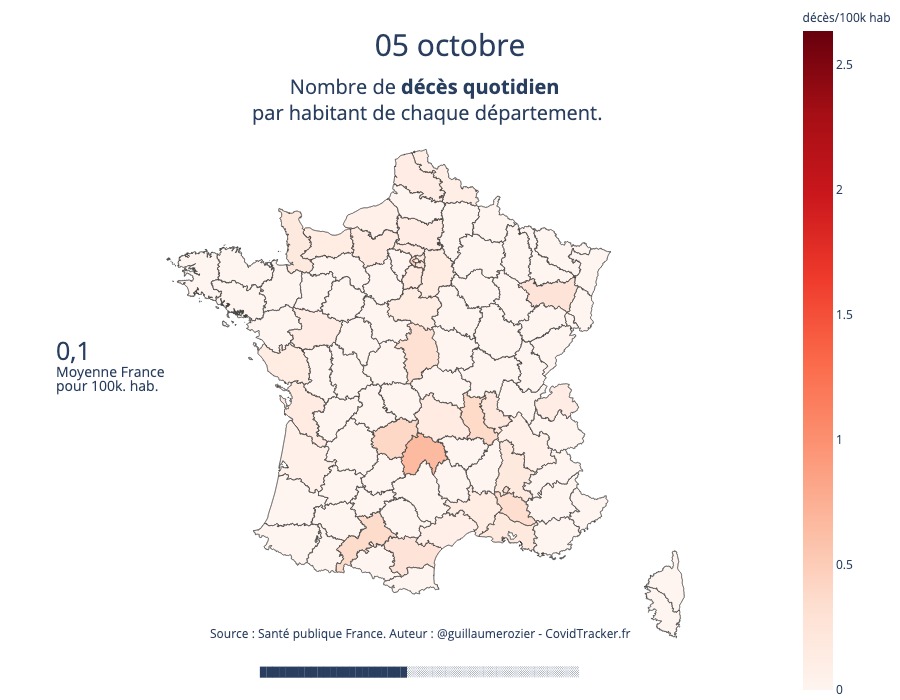 décès/100k hab
05 octobre
Nombre de décès quotidien
par habitant de chaque département.
2.5
2
1.5
1
0.5
0
0,1
Moyenne France
pour 100k. hab.
Source : Santé publique France. Auteur : @guillaumerozier - CovidTracker.fr